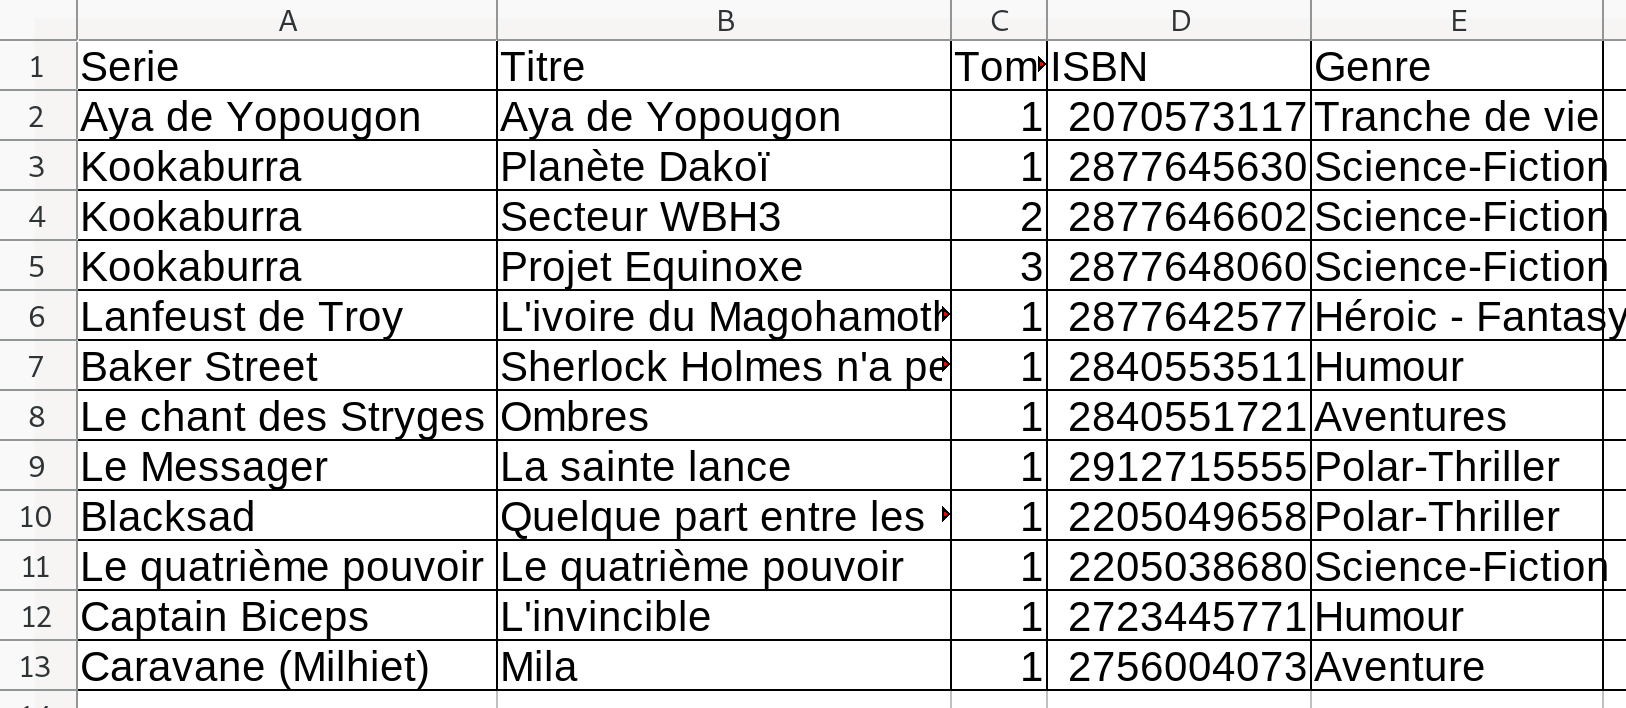 A B C D E
1 Serie Titre Tom ISBN Genre
2 Aya de Yopougon Aya de Yopougon 1 2070573117 Tranche de vie
3 Kookaburra Planète Dakoï 1 2877645630 Science-Fiction
4 Kookaburra Secteur WBH3 2 2877646602 Science-Fiction
5 Kookaburra Projet Equinoxe 3 2877648060 Science-Fiction
6 Lanfeust de Troy L'ivoire du Magohamoth 1 2877642577 Héroic - Fantasy
7 Baker Street Sherlock Holmes n'a pe 1 2840553511 Humour
8 Le chant des Stryges Ombres 1 2840551721 Aventures
9 Le Messager La sainte lance 1 2912715555 Polar-Thriller
10 Blacksad Quelque part entre les 1 2205049658 Polar-Thriller
11 Le quatrième pouvoir Le quatrième pouvoir 1 2205038680 Science-Fiction
12 Captain Biceps L'invincible 1 2723445771 Humour
13 Caravane (Milhiet) Mila 1 2756004073 Aventure